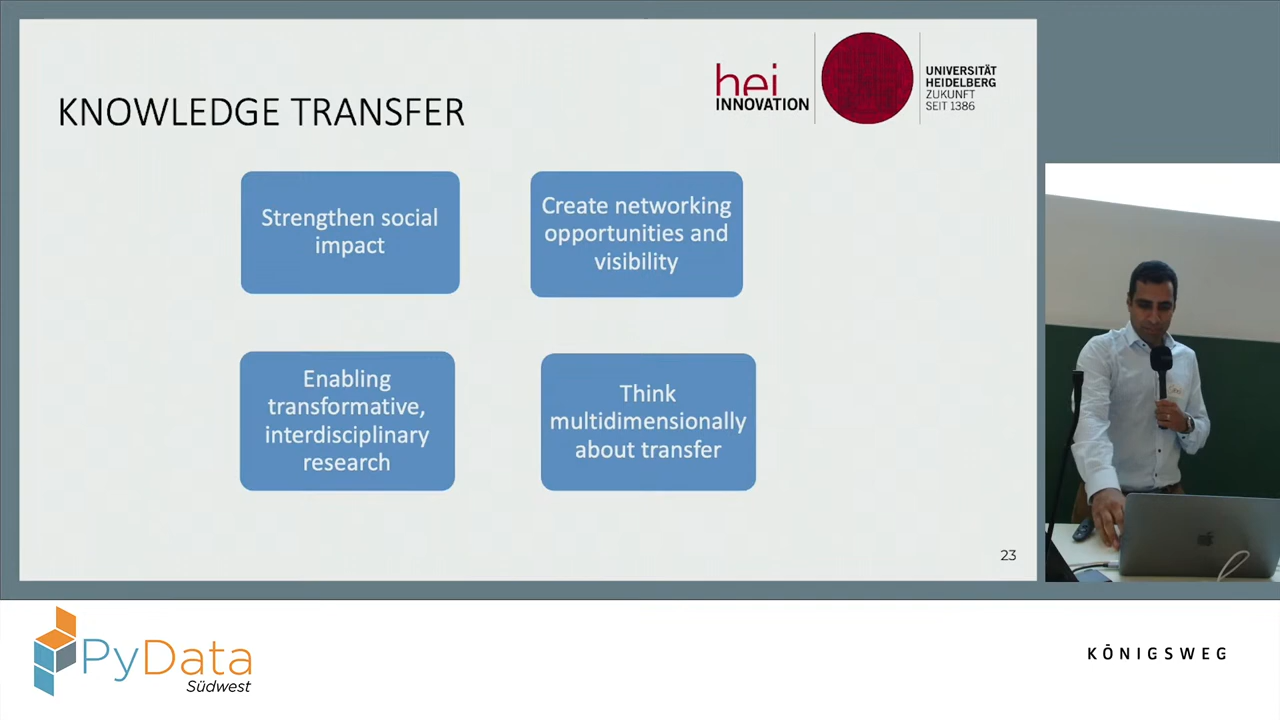 KNOWLEDGE TRANSFER
hei
INNOVATION
UNIVERSITÄT
HEIDELBERG
ZUKUNFT
SEIT 1386
Strengthen social
impact
Create networking
opportunities and
visibility
Enabling
transformative,
interdisciplinary
research
Think
multidimensionally
about transfer
23
PyData
Südwest
KÖNIGSWEG